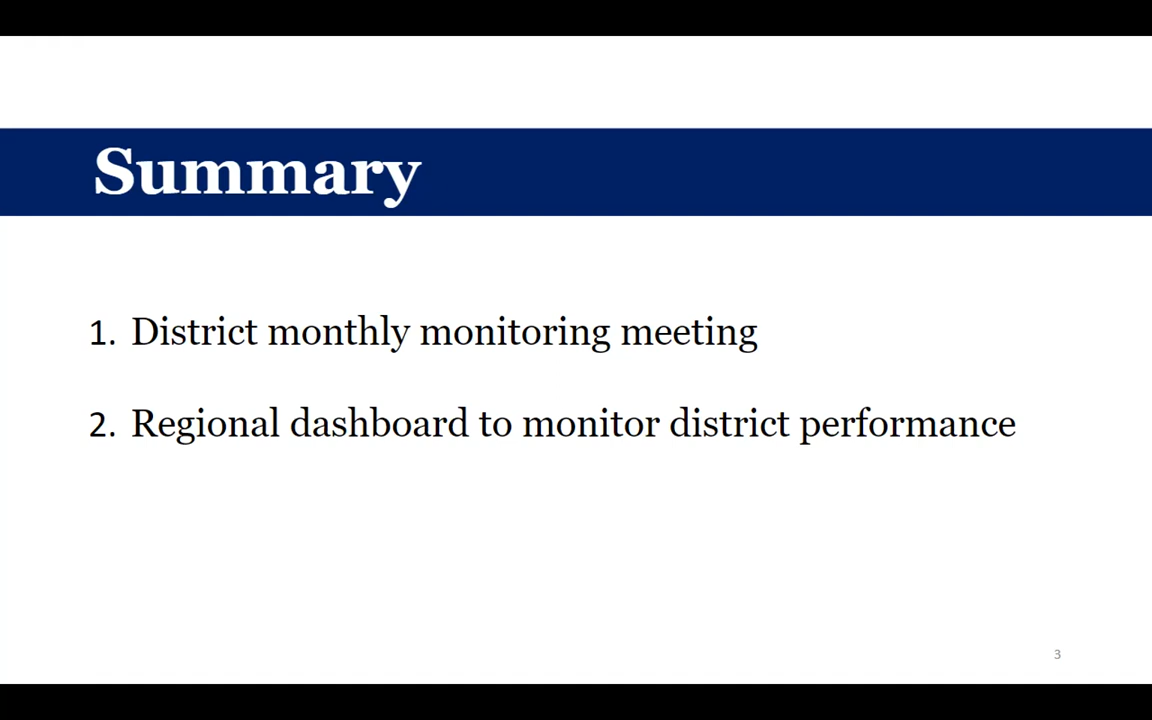 Summary
1. District monthly monitoring meeting
2. Regional dashboard to monitor district performance
3